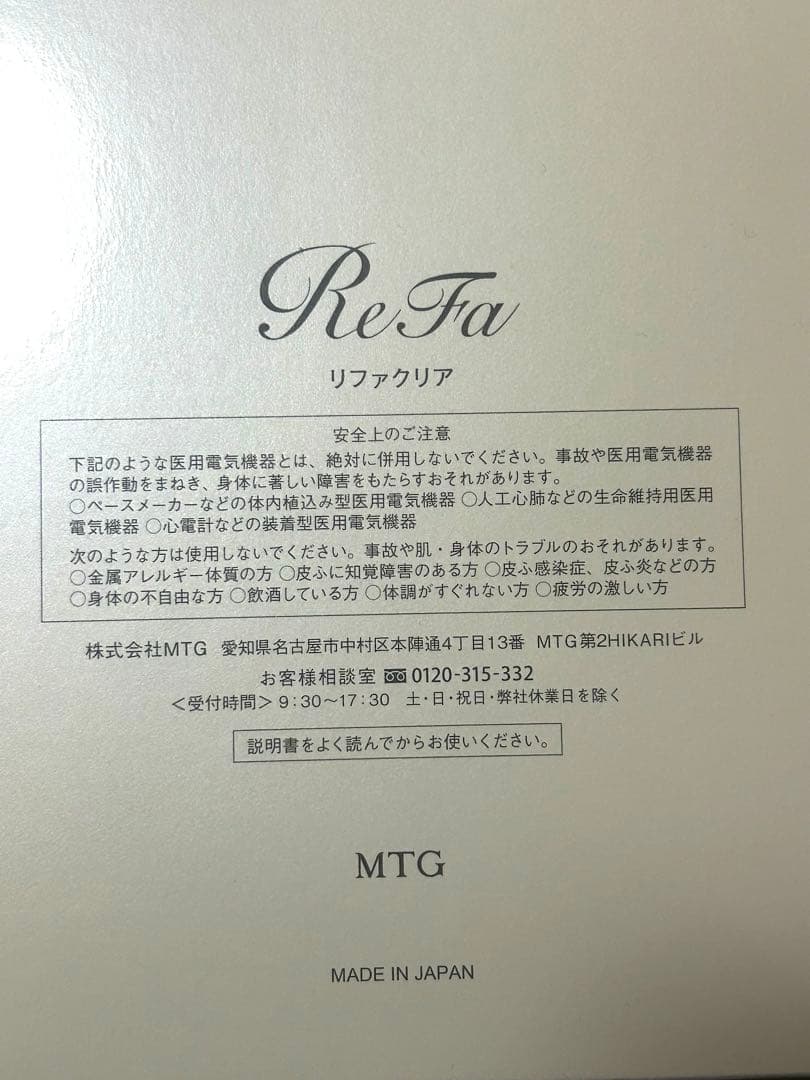 ReFa
リファクリア
安全上のご注意
下記のような医用電気機器とは、絶対に併用しないでください。事故や医用電気機器
の誤作動をまねき、身体に著しい障害をもたらすおそれがあります。
○ペースメーカーなどの体内植込み型医用電気機器 ○人工心肺などの生命維持用医用
電気機器 ○心電計などの装着型医用電気機器
次のような方は使用しないでください。事故や肌・身体のトラブルのおそれがあります。
○金属アレルギー体質の方 ○皮ふに知覚障害のある方 ○皮ふ感染症、皮ふ炎などの方
○身体の不自由な方 ○飲酒している方 ○体調がすぐれない方 ○疲労の激しい方
株式会社MTG 愛知県名古屋市中村区本陣通4丁目13番 MTG第2HIKARIビル
お客様相談室 0120-315-332
＜受付時間＞9:30〜17:30 土・日・祝日・弊社休業日を除く
説明書をよく読んでからお使いください。
MTG
MADE IN JAPAN